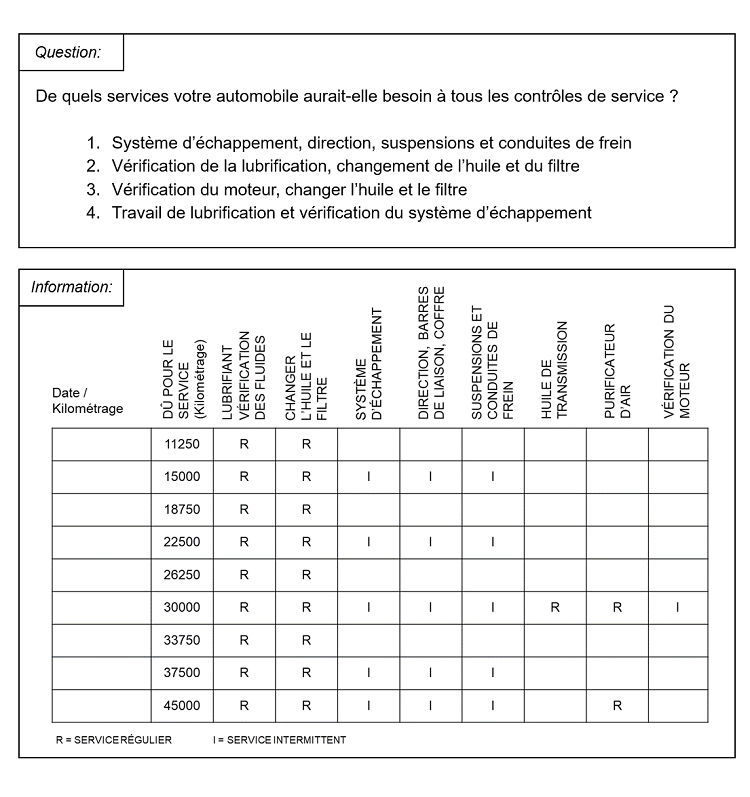 Question:
De quels services votre automobile aurait-elle besoin à tous les contrôles de service ?
1. Système d'échappement, direction, suspensions et conduites de frein
2. Vérification de la lubrification, changement de l'huile et du filtre
3. Vérification du moteur, changer l'huile et le filtre
4. Travail de lubrification et vérification du système d'échappement
Information:
Date /
Kilométrage
DÛ POUR LE
SERVICE
(Kilométrage)
LUBRIFIANT
VÉRIFICATION
DES FLUIDES
CHANGER
L'HUILE ET LE
FILTRE
SYSTÈME
D'ÉCHAPPEMENT
DIRECTION, BARRES
DE LIAISON, COFFRE
SUSPENSIONS ET
CONDUITES DE
FREIN
HUILE DE
TRANSMISSION
PURIFICATEUR
D'AIR
VÉRIFICATION DU
MOTEUR
11250 R R
15000 R R I I I
18750 R R
22500 R R I I I
26250 R R
30000 R R I I I R R I
33750 R R
37500 R R I I I
45000 R R I I I R
R = SERVICE RÉGULIER I = SERVICE INTERMITTENT